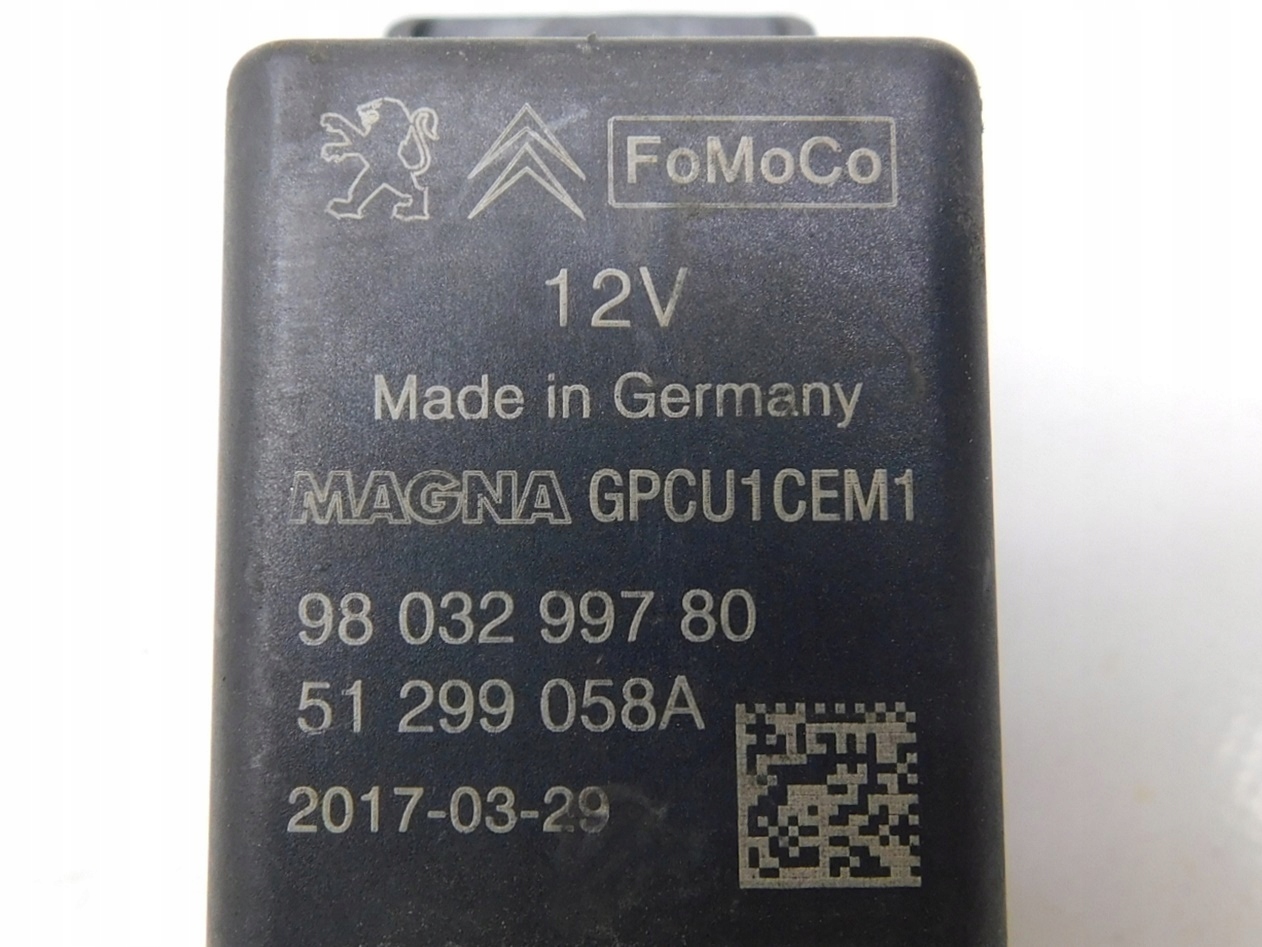 FoMoCo
12V
Made in Germany
MAGNA GPCU1CEM1
98 032 997 80
51 299 058A
2017-03-29